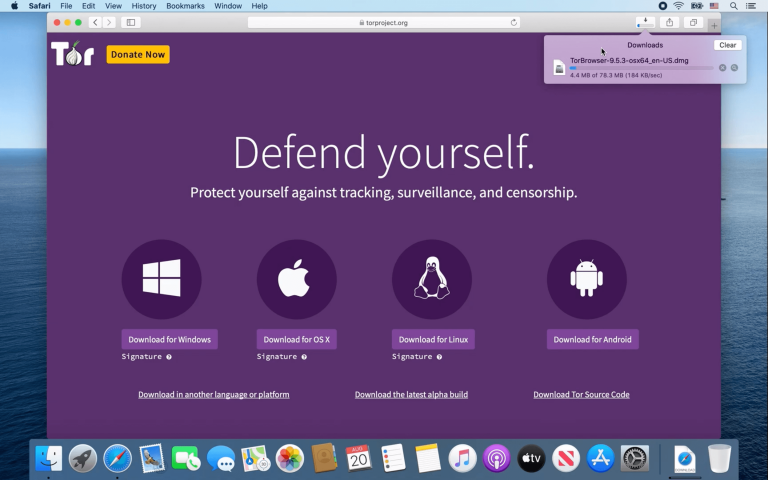 Safari File Edit View History Bookmarks Window Help
torproject.org
Tor
Donate Now
Downloads
Clear
TorBrowser-9.5.3-osx64_en-US.dmg
4.4 MB of 78.3 MB (184 KB/sec)
Defend yourself.
Protect yourself against tracking, surveillance, and censorship.
Download for Windows
Download for OS X
Download for Linux
Download for Android
Signature ?
Signature ?
Signature ?
Download in another language or platform
Download the latest alpha build
Download Tor Source Code
AUG
20
tv
DOWNLOAD